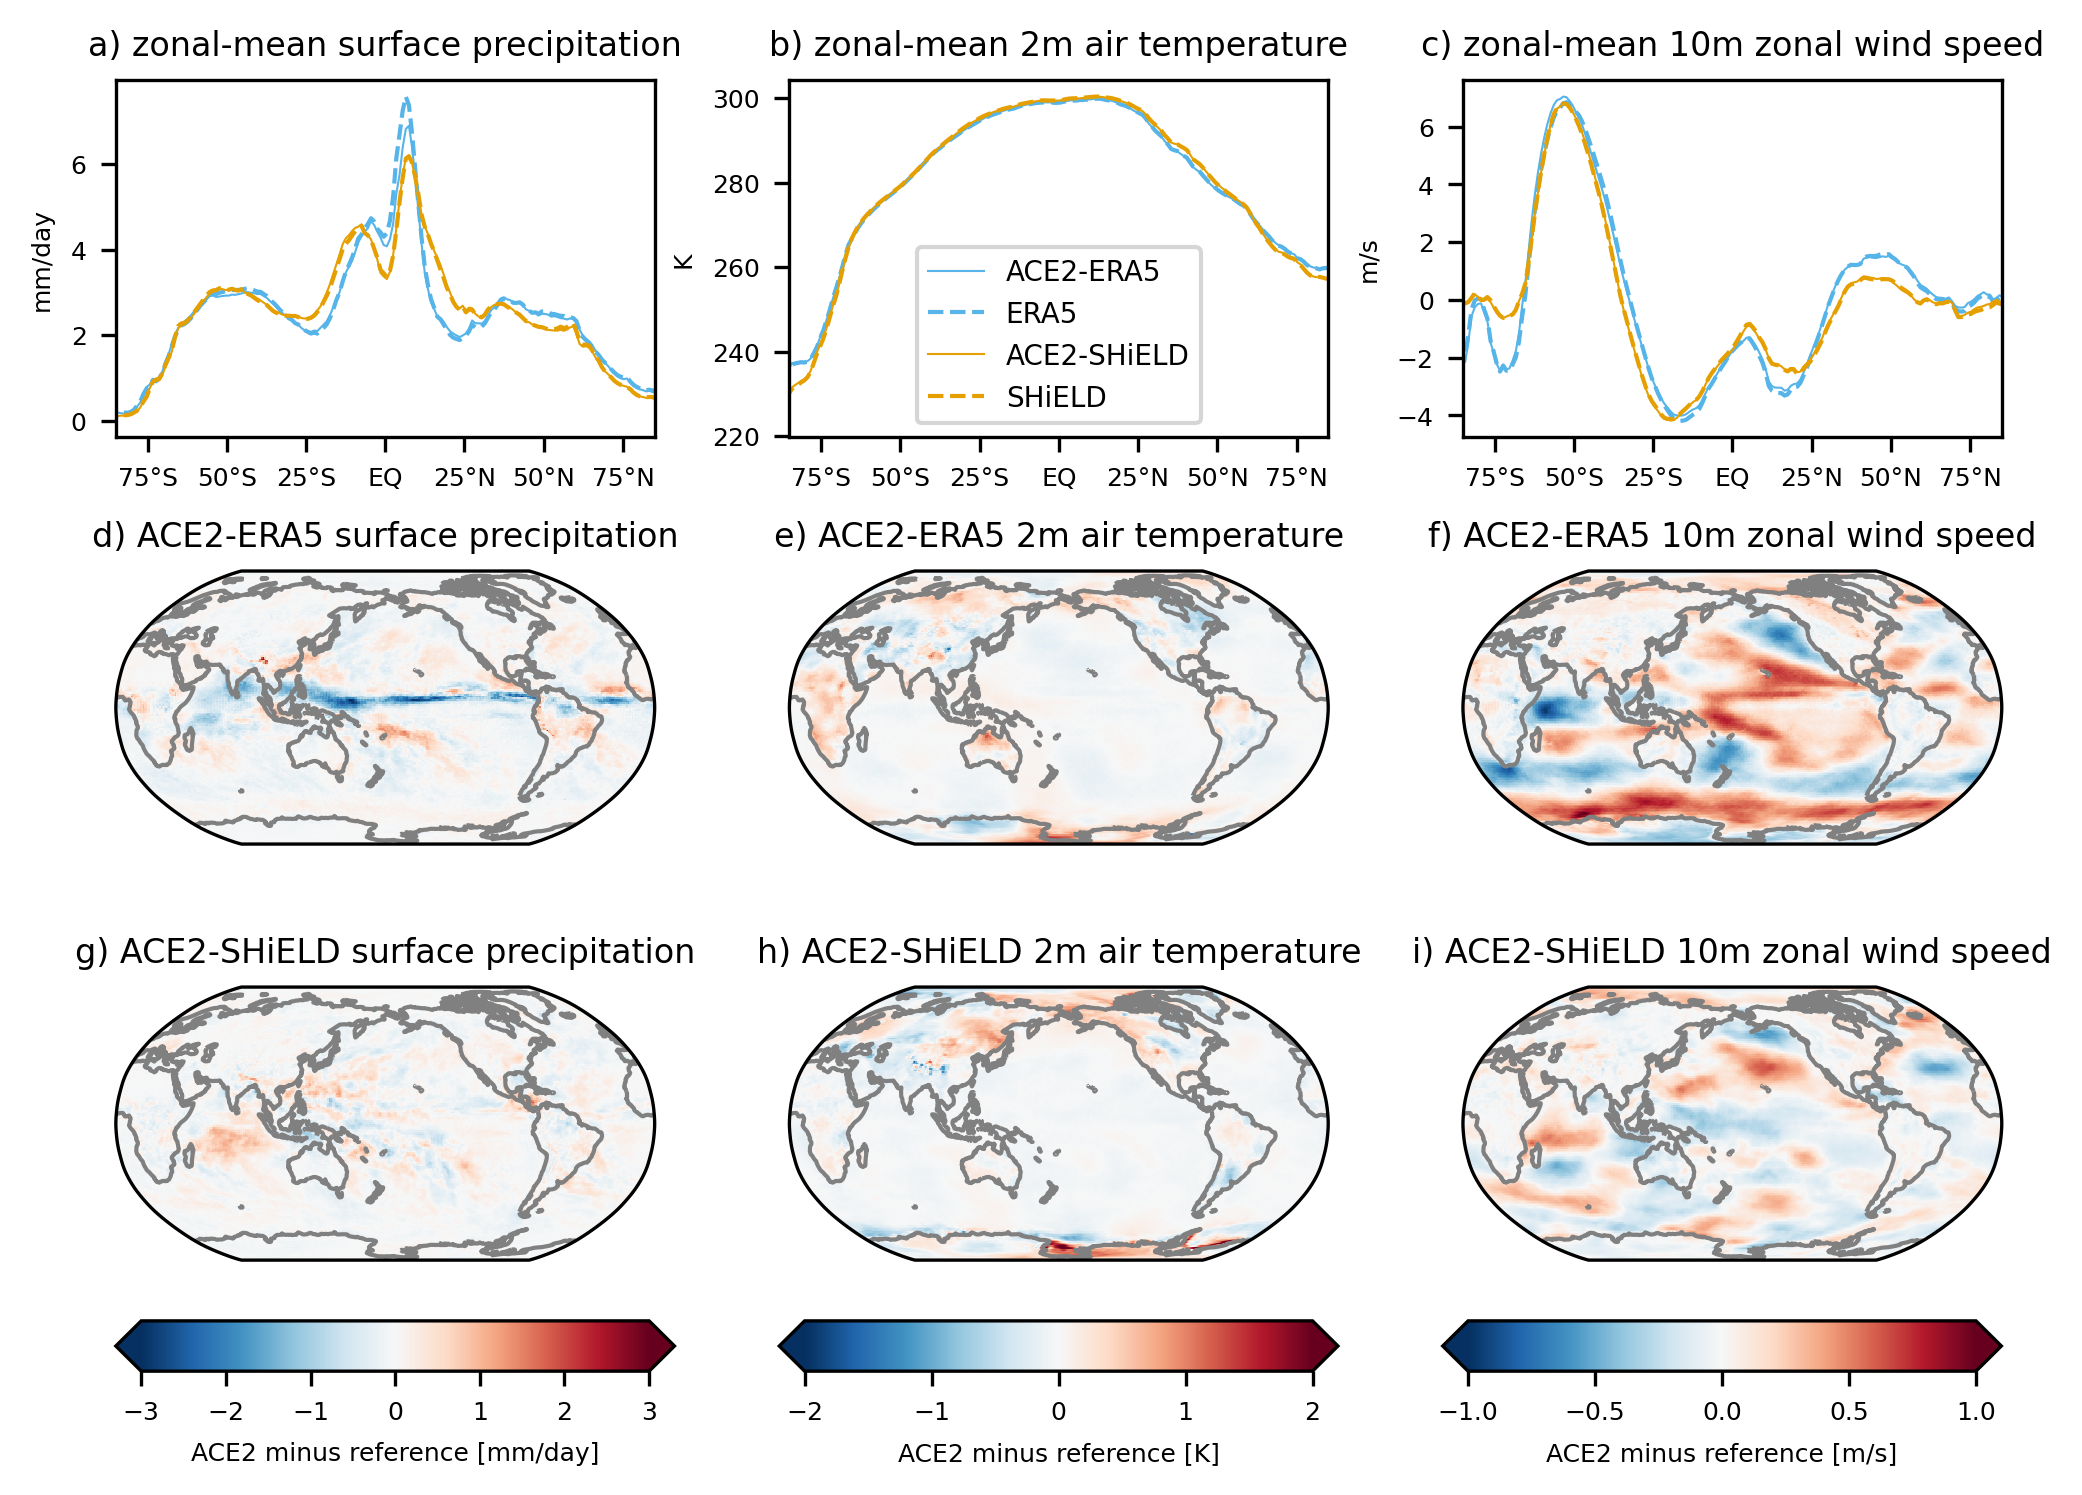 a) zonal-mean surface precipitation
b) zonal-mean 2m air temperature
c) zonal-mean 10m zonal wind speed
mm/day
6
4
2
0
75°S 50°S 25°S EQ 25°N 50°N 75°N
K
300
280
260
240
220
ACE2-ERA5
ERA5
ACE2-SHiELD
SHiELD
75°S 50°S 25°S EQ 25°N 50°N 75°N
m/s
6
4
2
0
−2
−4
75°S 50°S 25°S EQ 25°N 50°N 75°N
d) ACE2-ERA5 surface precipitation
e) ACE2-ERA5 2m air temperature
f) ACE2-ERA5 10m zonal wind speed
g) ACE2-SHiELD surface precipitation
h) ACE2-SHiELD 2m air temperature
i) ACE2-SHiELD 10m zonal wind speed
−3 −2 −1 0 1 2 3
ACE2 minus reference [mm/day]
−2 −1 0 1 2
ACE2 minus reference [K]
−1.0 −0.5 0.0 0.5 1.0
ACE2 minus reference [m/s]